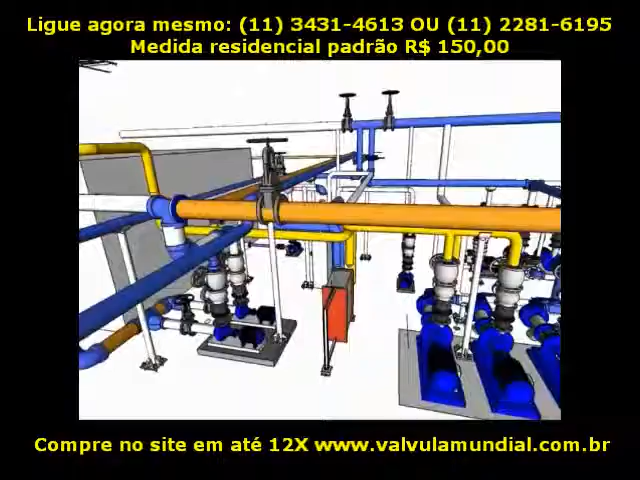 Ligue agora mesmo: (11) 3431-4613 OU (11) 2281-6195
Medida residencial padrão R$ 150,00
Compre no site em até 12X www.valvulamundial.com.br